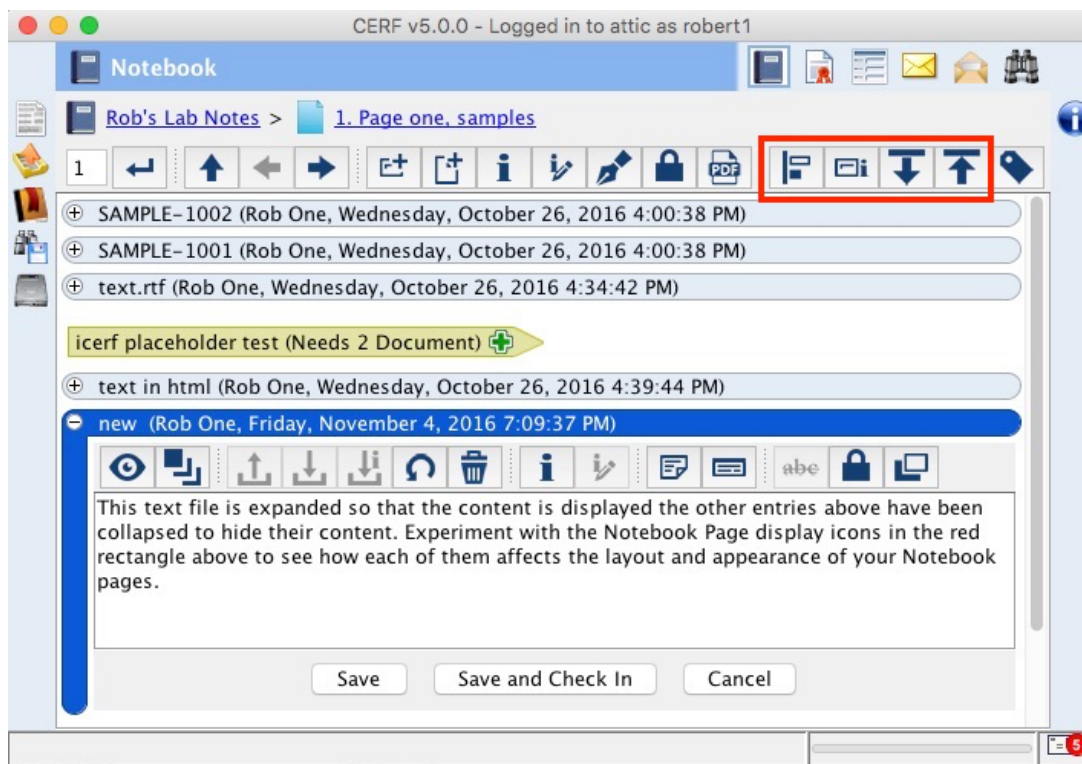 CERF v5.0.0 - Logged in to attic as robert1
Notebook
Rob's Lab Notes > 1. Page one, samples
1
PDF
SAMPLE-1002 (Rob One, Wednesday, October 26, 2016 4:00:38 PM)
SAMPLE-1001 (Rob One, Wednesday, October 26, 2016 4:00:38 PM)
text.rtf (Rob One, Wednesday, October 26, 2016 4:34:42 PM)
icerf placeholder test (Needs 2 Document)
text in html (Rob One, Wednesday, October 26, 2016 4:39:44 PM)
new (Rob One, Friday, November 4, 2016 7:09:37 PM)
abc
This text file is expanded so that the content is displayed the other entries above have been
collapsed to hide their content. Experiment with the Notebook Page display icons in the red
rectangle above to see how each of them affects the layout and appearance of your Notebook
pages.
Save Save and Check In Cancel
5